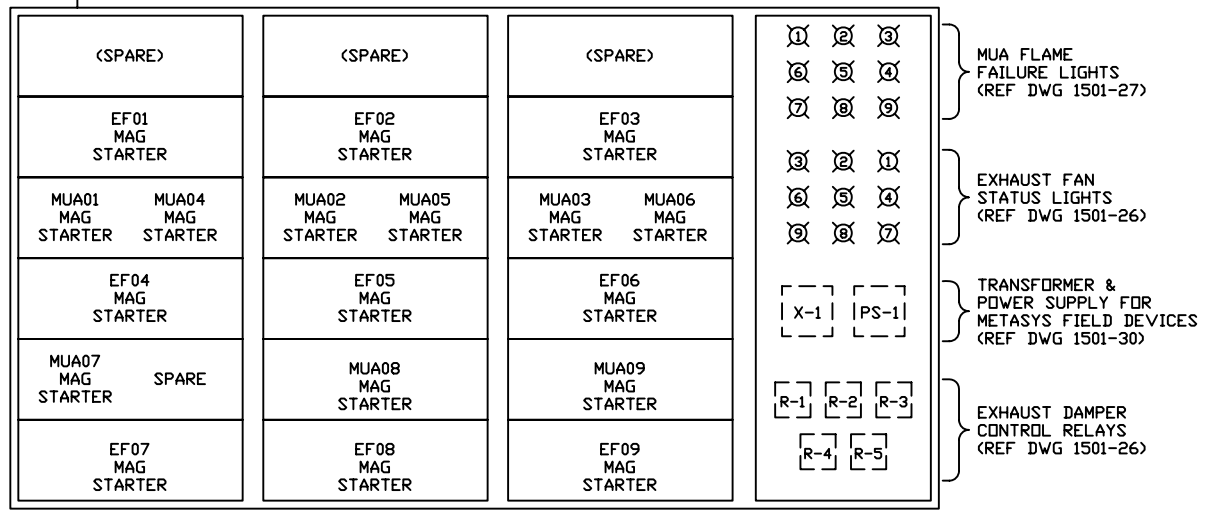 (SPARE)
EF01
MAG
STARTER
MUA01 MUA04
MAG MAG
STARTER STARTER
EF04
MAG
STARTER
MUA07
MAG SPARE
STARTER
EF07
MAG
STARTER
(SPARE)
EF02
MAG
STARTER
MUA02 MUA05
MAG MAG
STARTER STARTER
EF05
MAG
STARTER
MUA08
MAG
STARTER
EF08
MAG
STARTER
(SPARE)
EF03
MAG
STARTER
MUA03 MUA06
MAG MAG
STARTER STARTER
EF06
MAG
STARTER
MUA09
MAG
STARTER
EF09
MAG
STARTER
1 2 3
6 5 4
7 8 9
3 2 1
6 5 4
9 8 7
X-1 PS-1
R-1 R-2 R-3
R-4 R-5
MUA FLAME
FAILURE LIGHTS
(REF DWG 1501-27)
EXHAUST FAN
STATUS LIGHTS
(REF DWG 1501-26)
TRANSFORMER &
POWER SUPPLY FOR
METASYS FIELD DEVICES
(REF DWG 1501-30)
EXHAUST DAMPER
CONTROL RELAYS
(REF DWG 1501-26)